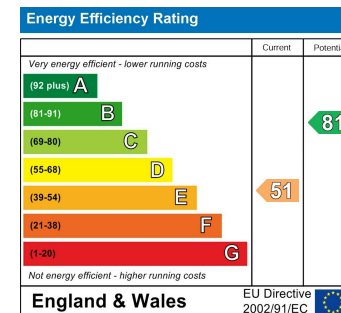 Energy Efficiency Rating
Current Potenti
Very energy efficient - lower running costs
(92 plus) A
(81-91) B
81
(69-80) C
(55-68) D
(39-54) E
51
(21-38) F
(1-20) G
Not energy efficient - higher running costs
England & Wales
EU Directive
2002/91/EC